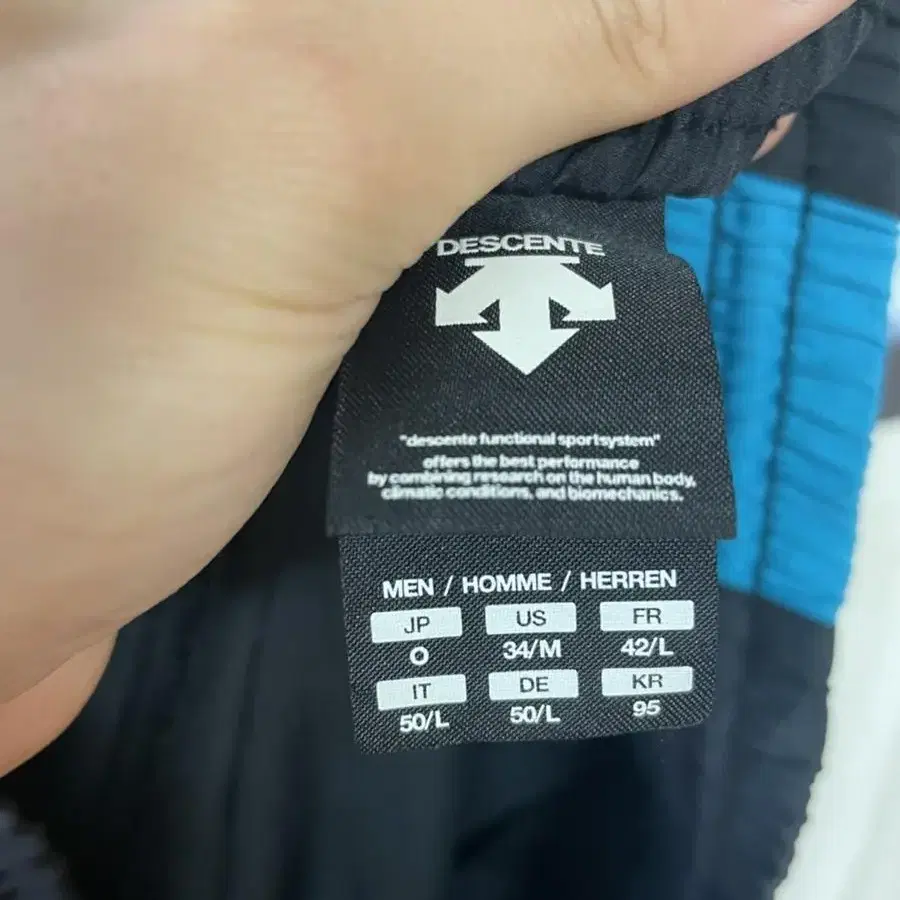 DESCENTE
"descente functional sportsystem"
offers the best performance
by combining research on the human body,
climatic conditions, and biomechanics.
MEN / HOMME / HERREN
JP US FR
O 34/M 42/L
IT DE KR
50/L 50/L 95